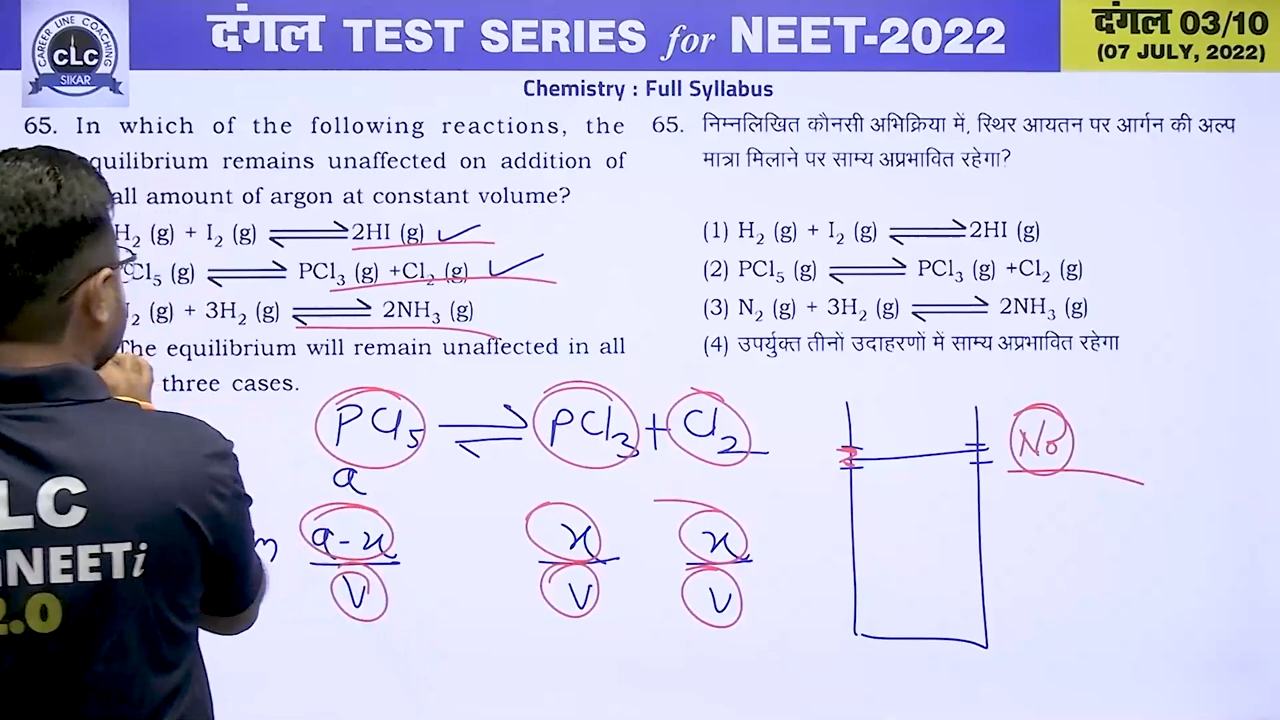 CAREER LINE COACHING
CLC
SIKAR
दंगल TEST SERIES for NEET-2022
दंगल 03/10
(07 JULY, 2022)
Chemistry : Full Syllabus
65. In which of the following reactions, the
equilibrium remains unaffected on addition of
all amount of argon at constant volume?
H₂ (g) + I₂ (g) ⇌ 2HI (g)
Cl₅ (g) ⇌ PCl₃ (g) +Cl₂ (g)
₂ (g) + 3H₂ (g) ⇌ 2NH₃ (g)
The equilibrium will remain unaffected in all
three cases.
65. निम्नलिखित कौनसी अभिक्रिया में, स्थिर आयतन पर आर्गन की अल्प
मात्रा मिलाने पर साम्य अप्रभावित रहेगा?
(1) H₂ (g) + I₂ (g) ⇌ 2HI (g)
(2) PCl₅ (g) ⇌ PCl₃ (g) +Cl₂ (g)
(3) N₂ (g) + 3H₂ (g) ⇌ 2NH₃ (g)
(4) उपर्युक्त तीनों उदाहरणों में साम्य अप्रभावित रहेगा
PCl₅ ⇌ PCl₃ + Cl₂
a
a-x x x
V V V
No
LC
NEETi
2.0